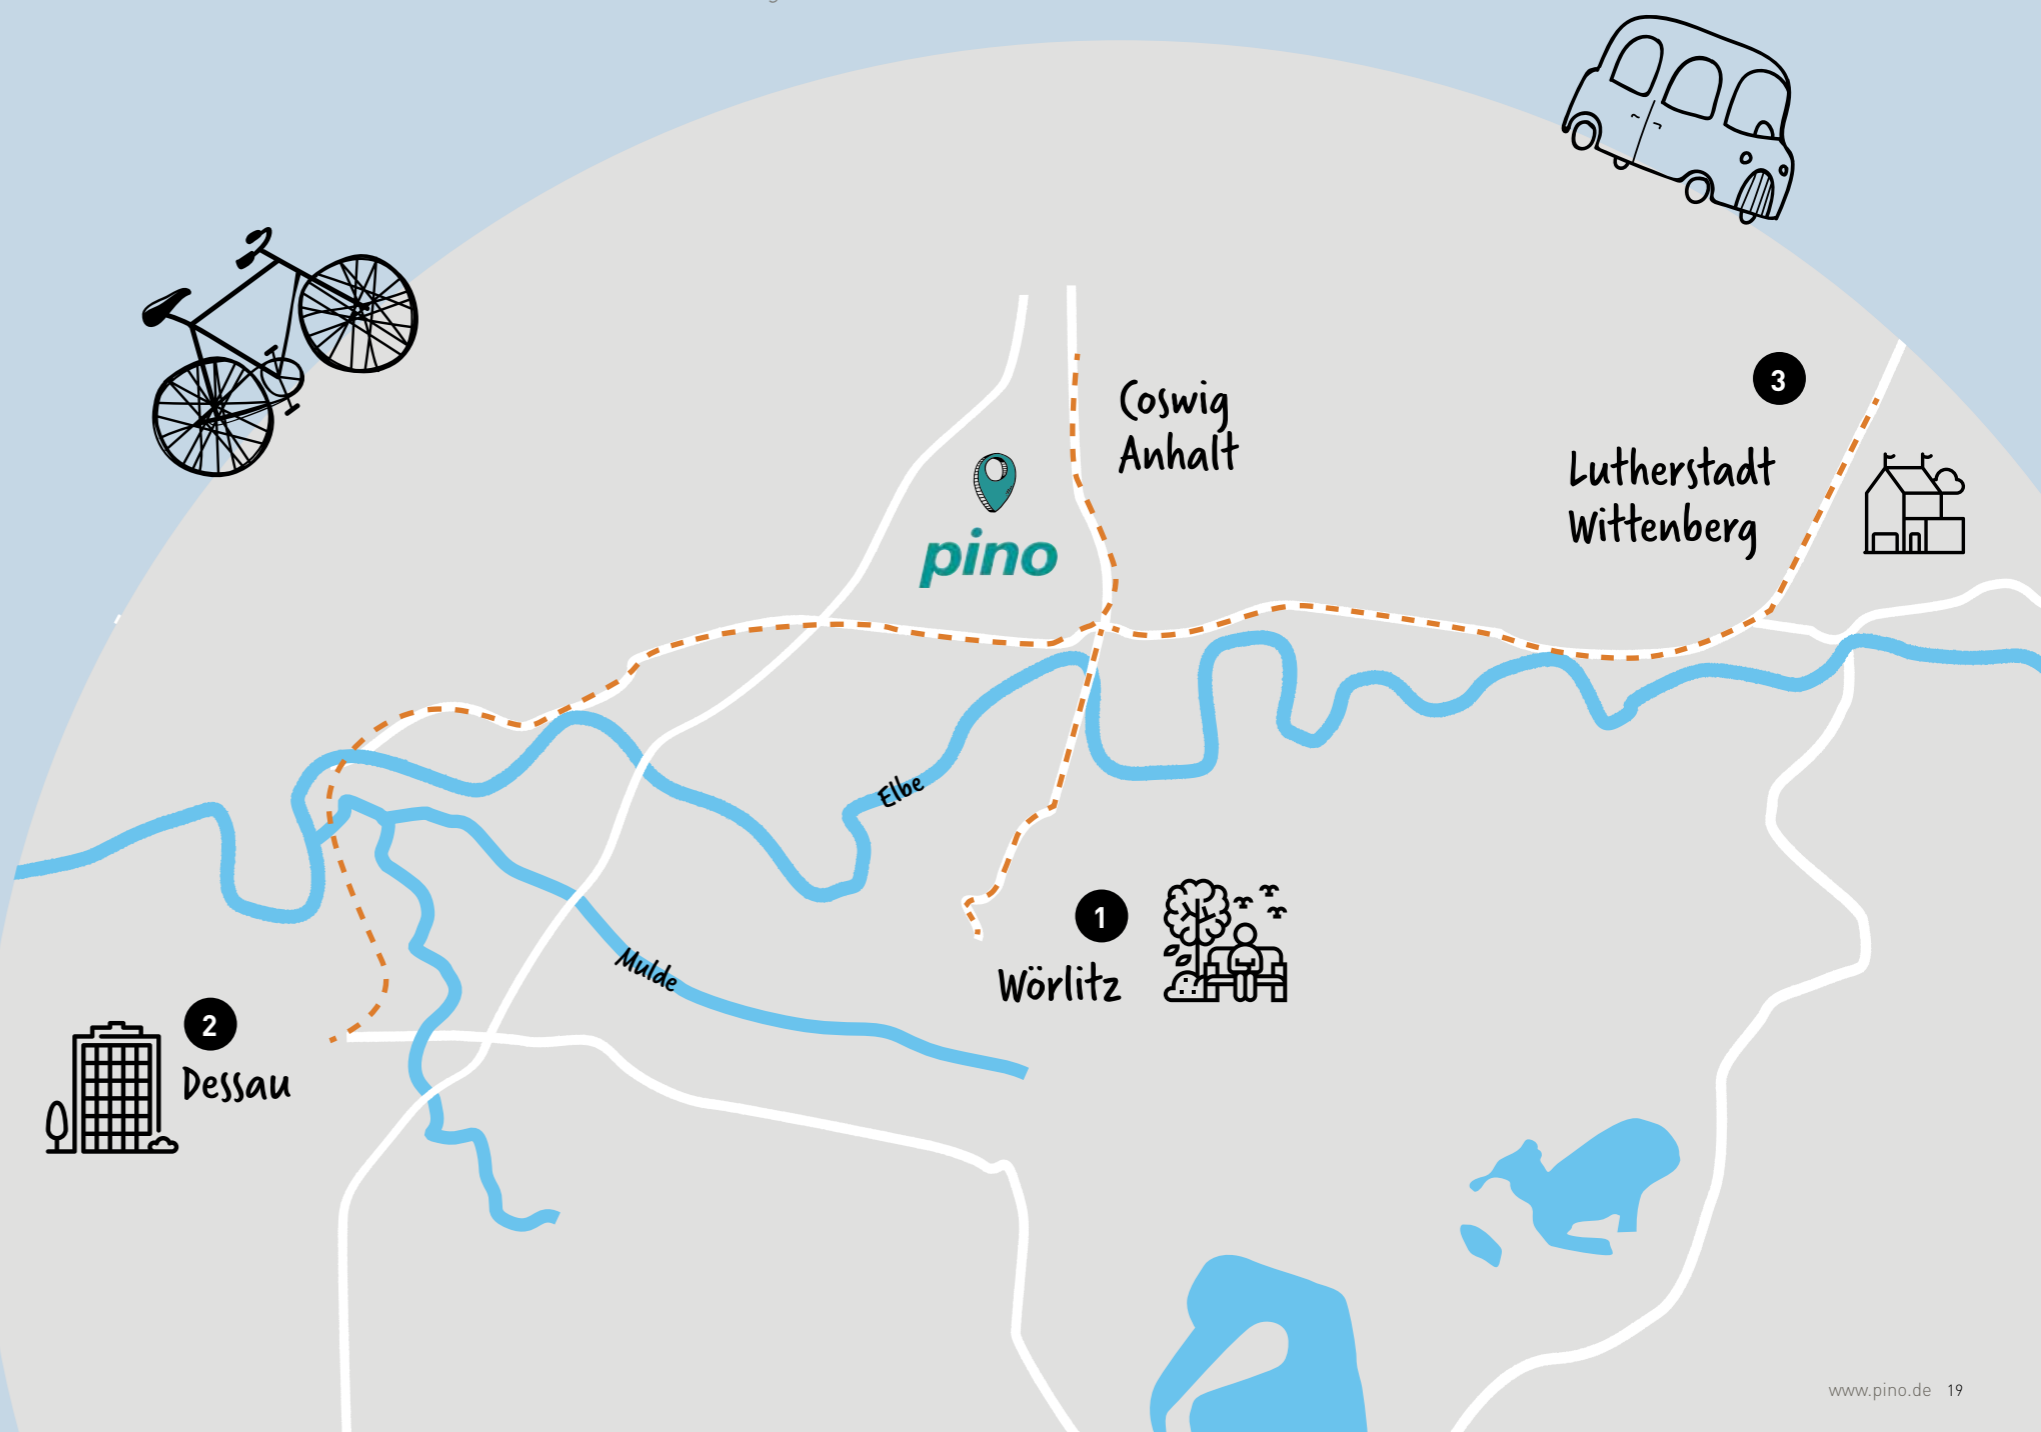 3
Coswig
Anhalt
Lutherstadt
Wittenberg
pino
Elbe
1
Mulde
Wörlitz
2
Dessau
www.pino.de 19